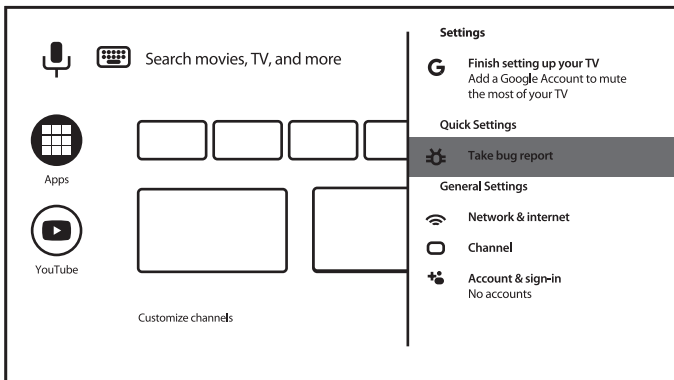 Search movies, TV, and more
Apps
YouTube
Customize channels
Settings
Finish setting up your TV
Add a Google Account to mute
the most of your TV
Quick Settings
Take bug report
General Settings
Network & internet
Channel
Account & sign-in
No accounts